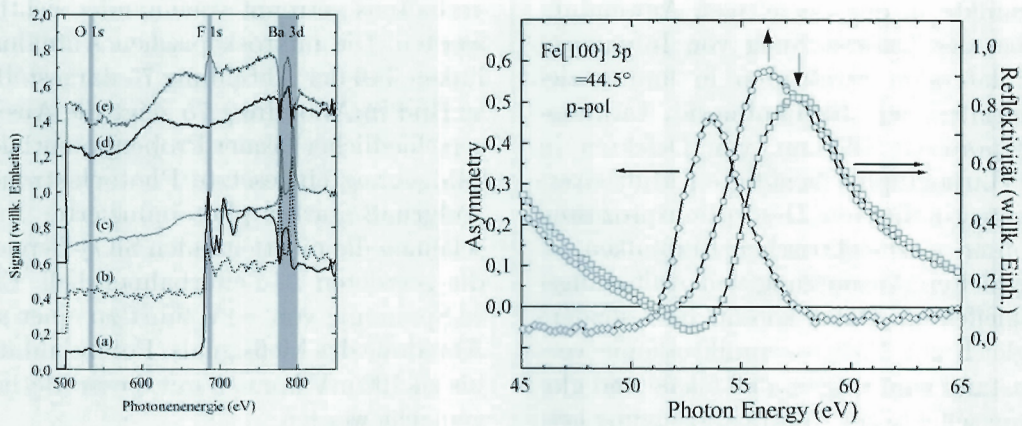 O 1s F 1s Ba 3d
2,0
1,8
1,6
1,4
1,2
1,0
0,8
0,6
0,4
0,2
0,0
Signal (willk. Einheiten)
(e)
(d)
(c)
(b)
(a)
500 600 700 800
Photonenenergie (eV)
Fe[100] 3p
=44.5°
p-pol
0,6
0,5
0,4
0,3
0,2
0,1
0,0
Asymmetry
1,0
0,8
0,6
0,4
0,2
0,0
Reflektivität (willk. Einh.)
45 50 55 60 65
Photon Energy (eV)